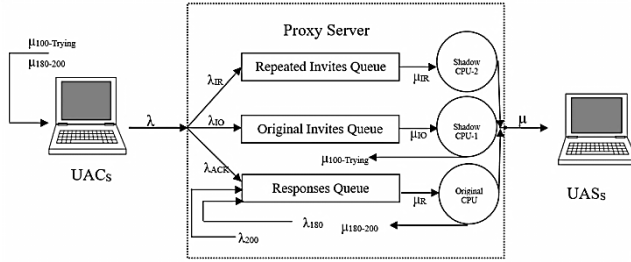 Proxy Server
μ100-Trying
μ180-200
UACs
λ
λIR
Repeated Invites Queue
μIR
Shadow
CPU-2
λIO
Original Invites Queue
μIO
Shadow
CPU-1
μ
UASs
μ100-Trying
λACK
Responses Queue
μR
Original
CPU
λ180
μ180-200
λ200